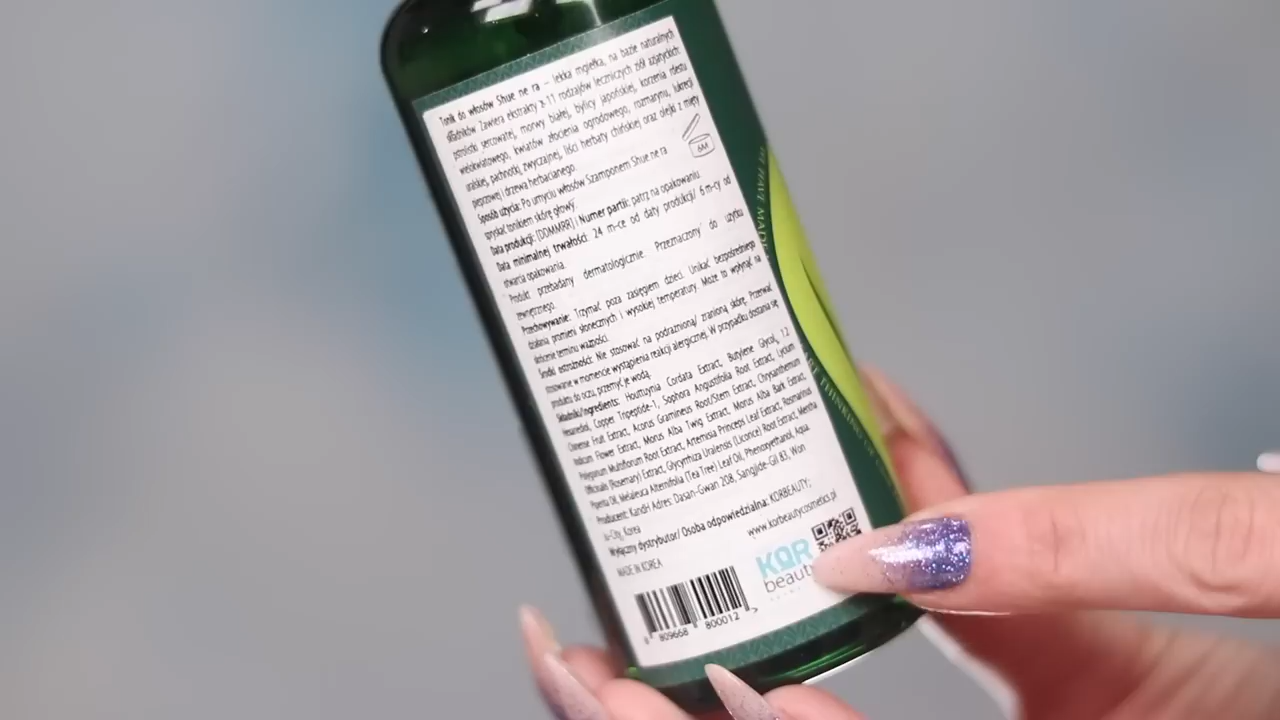 Tonik do włosów Shue ne ra – lekka mgiełka, na bazie naturalnych
składników Zawiera ekstrakty z 11 rodzajów leczniczych ziół azjatyckich:
pstrolistki sercowatej, morwy białej, bylicy japońskiej, korzenia rdestu
wielokwiatowego, kwiatów złocienia ogrodowego, rozmarynu, lukrecji
uralskiej, pachnotki zwyczajnej, liści herbaty chińskiej oraz olejki z mięty
pieprzowej i drzewa herbacianego.
Sposób użycia: Po umyciu włosów Szamponem Shue ne ra
spryskać tonikiem skórę głowy.
6M
Data produkcji: (DDMMRR) i Numer partii: patrz na opakowaniu
Data minimalnej trwałości: 24 m-ce od daty produkcji/ 6 m-cy od
otwarcia opakowania.
Produkt przebadany dermatologicznie. Przeznaczony do użytku
zewnętrznego.
Przechowywanie: Trzymać poza zasięgiem dzieci. Unikać bezpośredniego
działania promieni słonecznych i wysokiej temperatury. Może to wpłynąć na
skrócenie terminu ważności.
Środki ostrożności: Nie stosować na podrażnioną/ zranioną skórę. Przerwać
stosowanie w momencie wystąpienia reakcji alergicznej. W przypadku dostania się
produktu do oczu, przemyć je wodą.
Składniki/Ingredients: Houttuynia Cordata Extract, Butylene Glycol, 1.2
Hexanediol, Copper Tripeptide-1, Sophora Angustifolia Root Extract, Lycium
Chinense Fruit Extract, Acorus Gramineus Root/Stem Extract, Chrysanthemum
Indicum Flower Extract, Morus Alba Twig Extract, Morus Alba Bark Extract,
Polygonum Multiflorum Root Extract, Artemisia Princeps Leaf Extract, Rosmarinus
Officinalis (Rosemary) Extract, Glycyrrhiza Uralensis (Licorice) Root Extract, Mentha
Piperita Oil, Melaleuca Alternifolia (Tea Tree) Leaf Oil, Phenoxyethanol, Aqua.
Producent: KandH Adres: Dasan-Gwan 208, Sangjide-Gil 83, Won
Ju-City, Korea
Wyłączny dystrybutor/ Osoba odpowiedzialna: KORBEAUTY;
www.korbeautycosmetics.pl
MADE IN KOREA
KOR
beauty
8 809668 800012 >